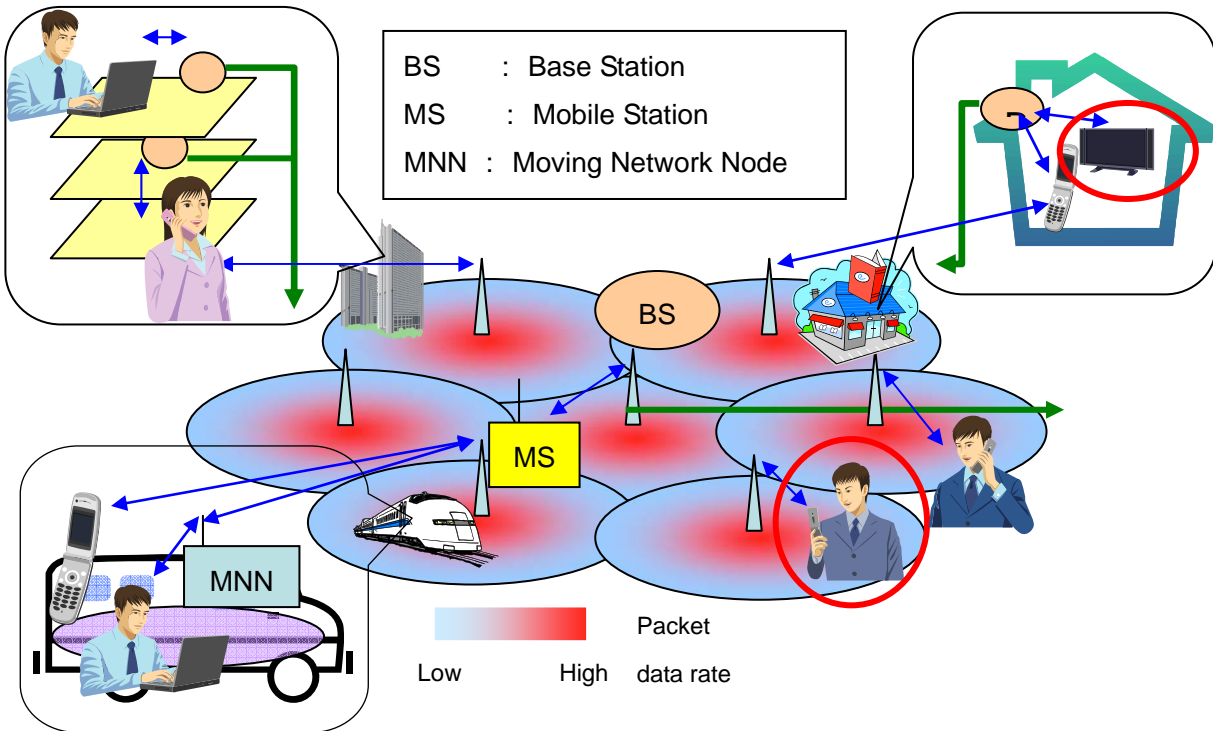 BS : Base Station
MS : Mobile Station
MNN : Moving Network Node
BS
MS
MNN
Packet
Low High data rate